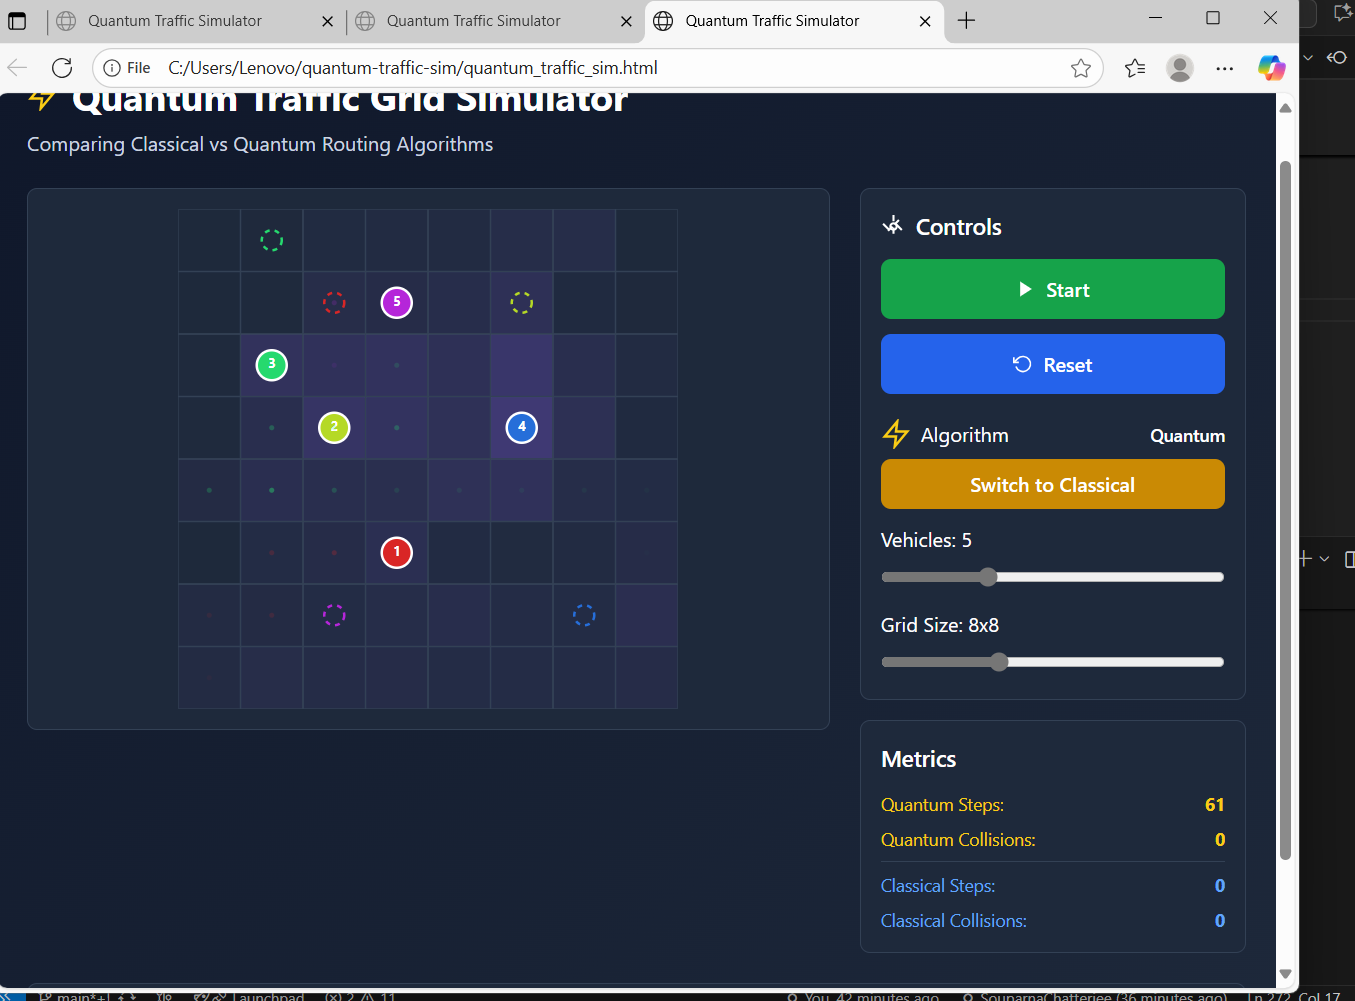 Quantum Traffic Simulator
Quantum Traffic Simulator
Quantum Traffic Simulator
File C:/Users/Lenovo/quantum-traffic-sim/quantum_traffic_sim.html
Quantum Traffic Grid Simulator
Comparing Classical vs Quantum Routing Algorithms
5
3
2
4
1
Controls
Start
Reset
Algorithm Quantum
Switch to Classical
Vehicles: 5
Grid Size: 8x8
Metrics
Quantum Steps: 61
Quantum Collisions: 0
Classical Steps: 0
Classical Collisions: 0
main*+ Launchpad 2 11 You, 42 minutes ago SouparnaChatterjee (36 minutes ago) Ln 272, Col 17